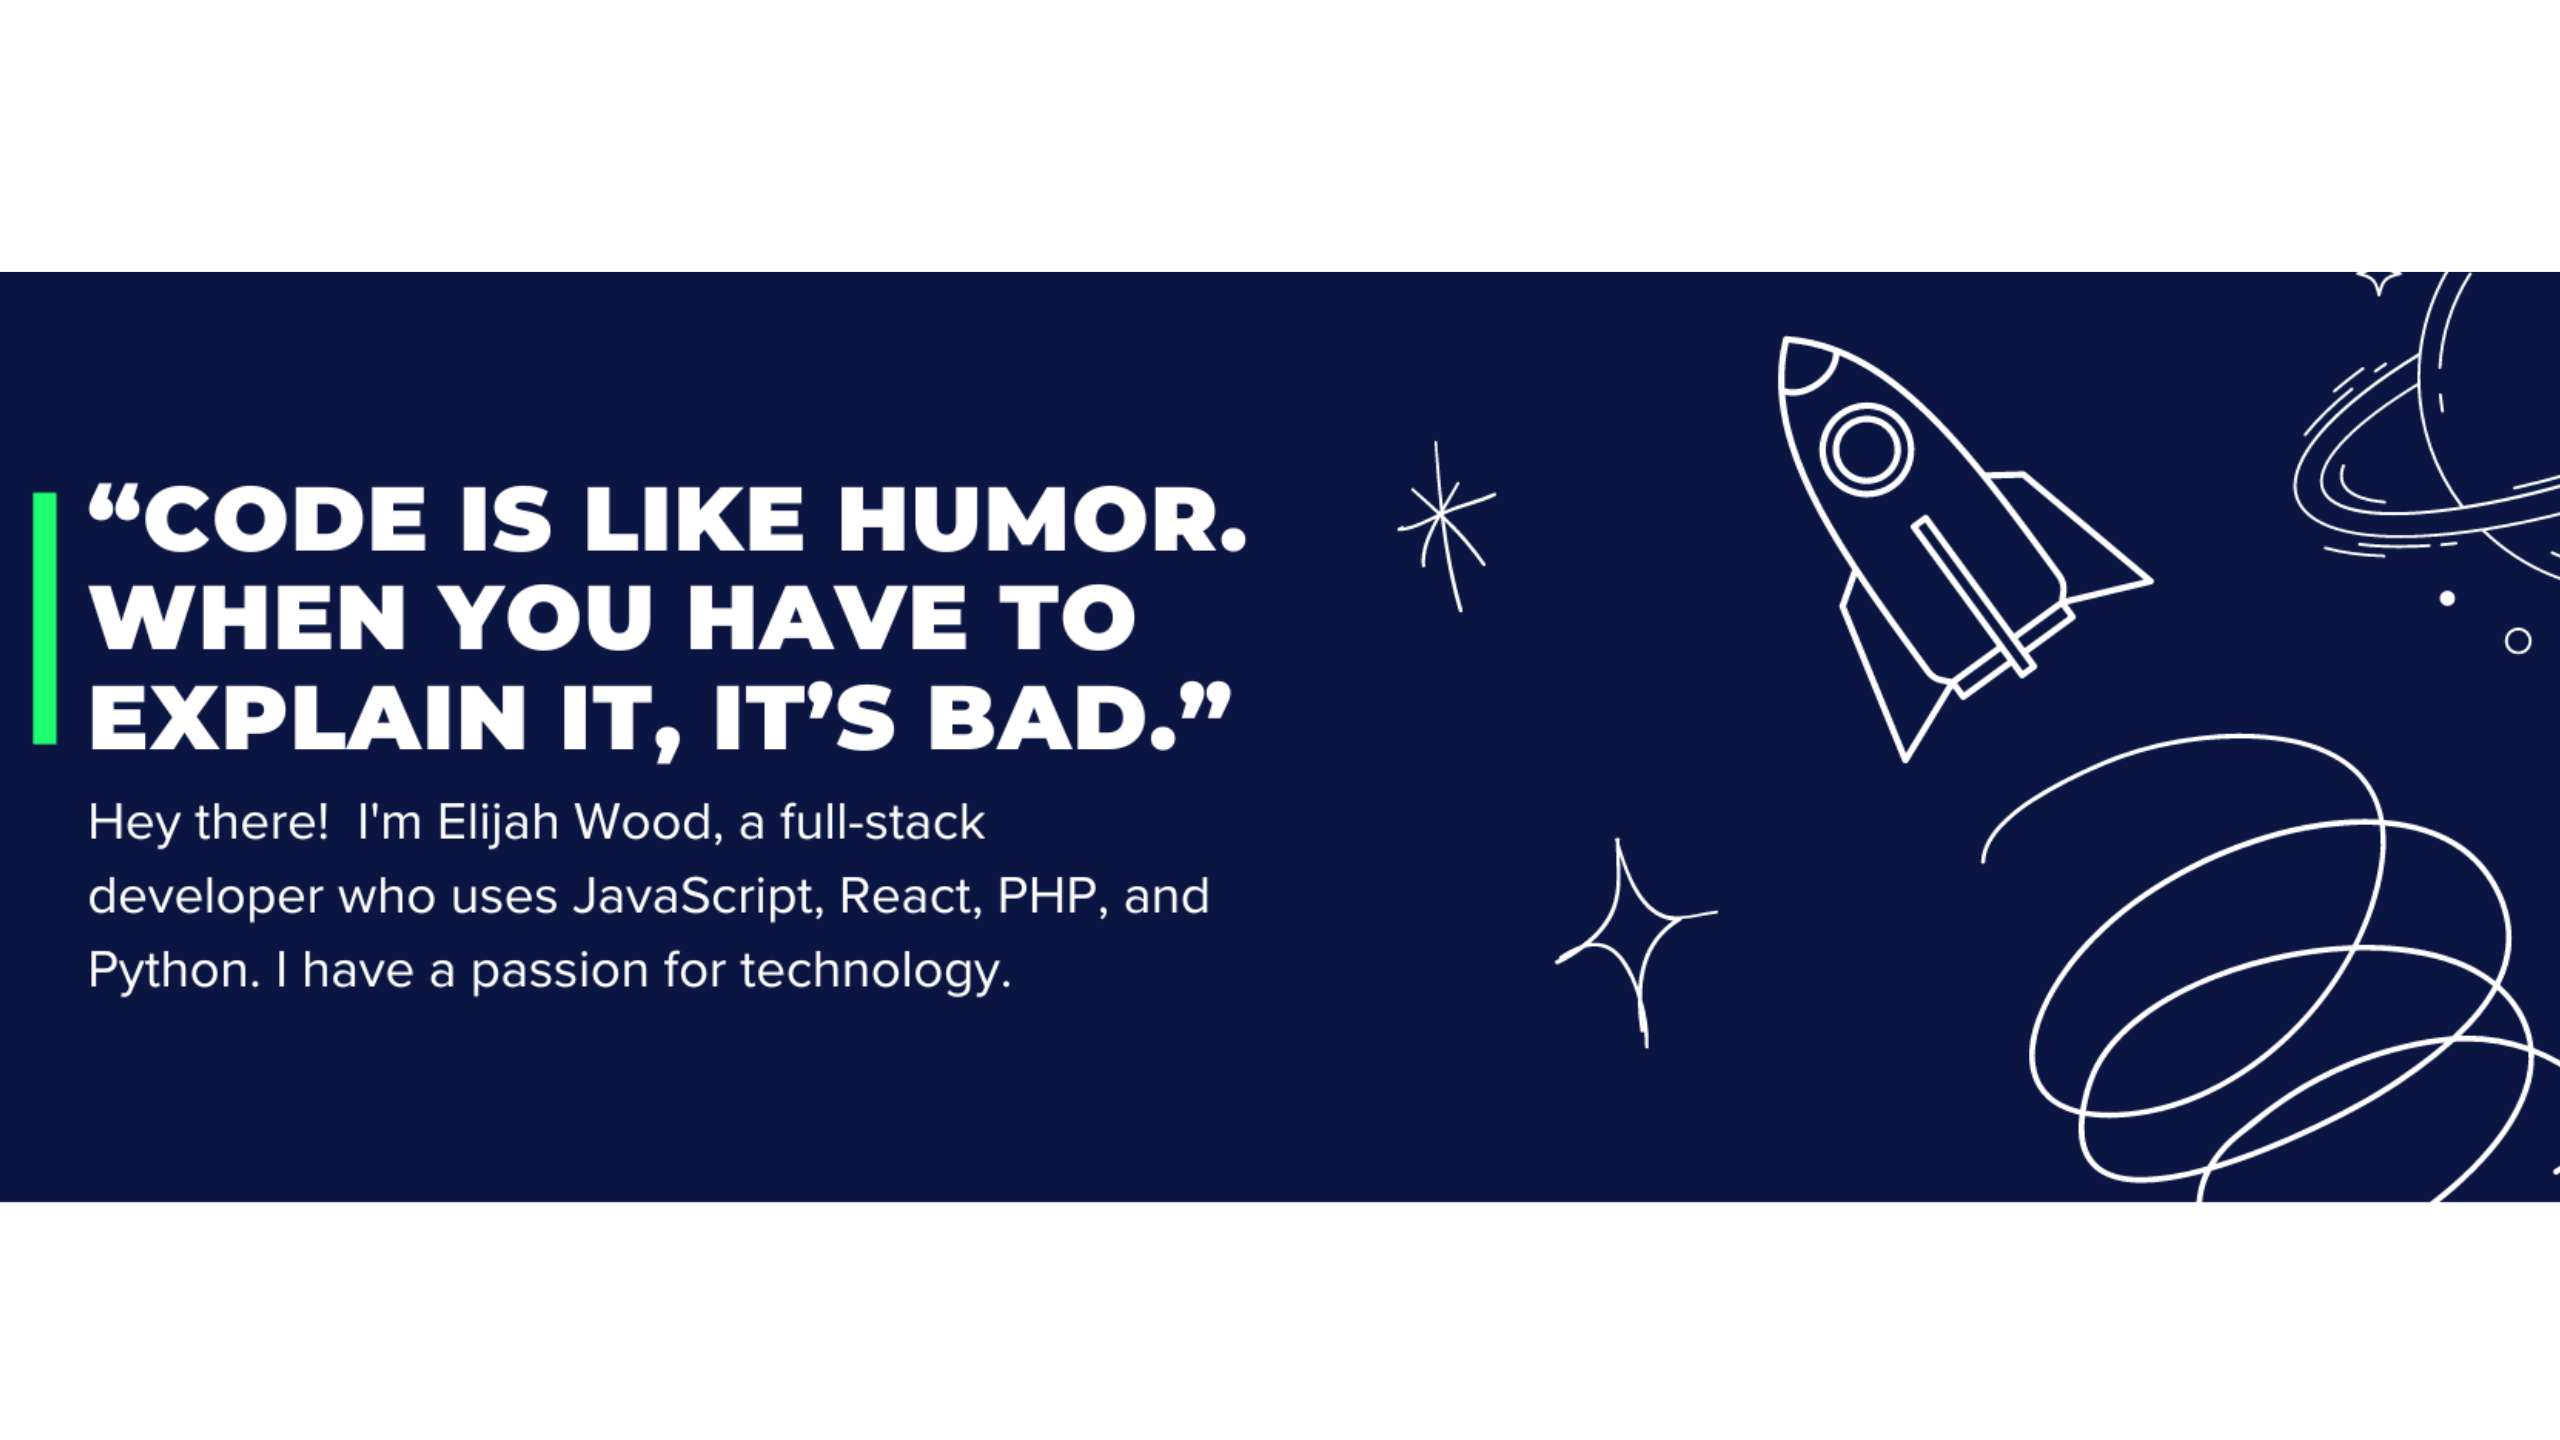 “CODE IS LIKE HUMOR.
WHEN YOU HAVE TO
EXPLAIN IT, IT’S BAD.”
Hey there!  I'm Elijah Wood, a full-stack
developer who uses JavaScript, React, PHP, and
Python. I have a passion for technology.